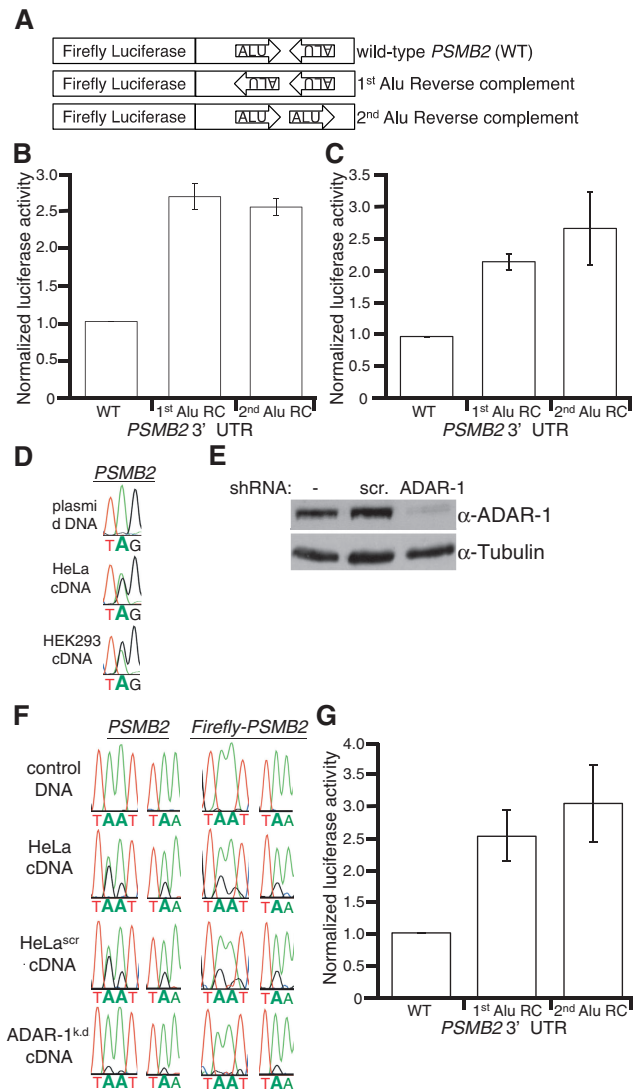 A
Firefly Luciferase ALU ALU wild-type PSMB2 (WT)
Firefly Luciferase ALU ALU 1st Alu Reverse complement
Firefly Luciferase ALU ALU 2nd Alu Reverse complement
B
Normalized luciferase activity
3.0
2.5
2.0
1.5
1.0
0.5
0
WT 1st Alu RC 2nd Alu RC
PSMB2 3' UTR
C
Normalized luciferase activity
3.5
3.0
2.5
2.0
1.5
1.0
0.5
0
WT 1st Alu RC 2nd Alu RC
PSMB2 3' UTR
D
PSMB2
plasmi
d DNA
TAG
HeLa
cDNA
TAG
HEK293
cDNA
TAG
E
shRNA: - scr. ADAR-1
α-ADAR-1
α-Tubulin
F
PSMB2 Firefly-PSMB2
control
DNA
TAAT TAA TAAT TAA
HeLa
cDNA
TAAT TAA TAAT TAA
HeLascr
cDNA
TAAT TAA TAAT TAA
ADAR-1k.d
cDNA
TAAT TAA TAAT TAA
G
Normalized luciferase activity
4.0
3.5
3.0
2.5
2.0
1.5
1.0
0.5
0
WT 1st Alu RC 2nd Alu RC
PSMB2 3' UTR